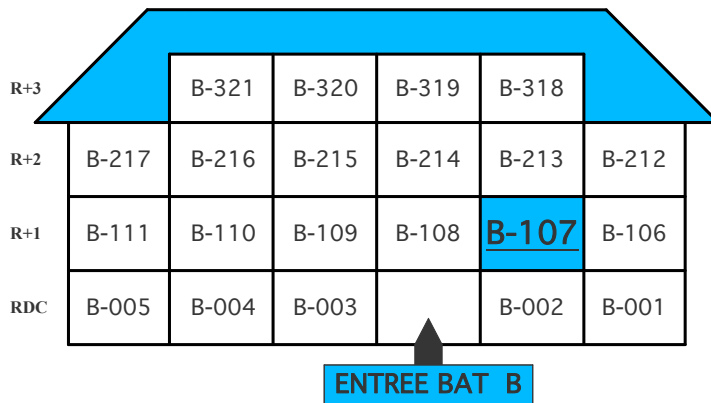 R+3 B-321 B-320 B-319 B-318
R+2 B-217 B-216 B-215 B-214 B-213 B-212
R+1 B-111 B-110 B-109 B-108 B-107 B-106
RDC B-005 B-004 B-003 B-002 B-001
ENTREE BAT B